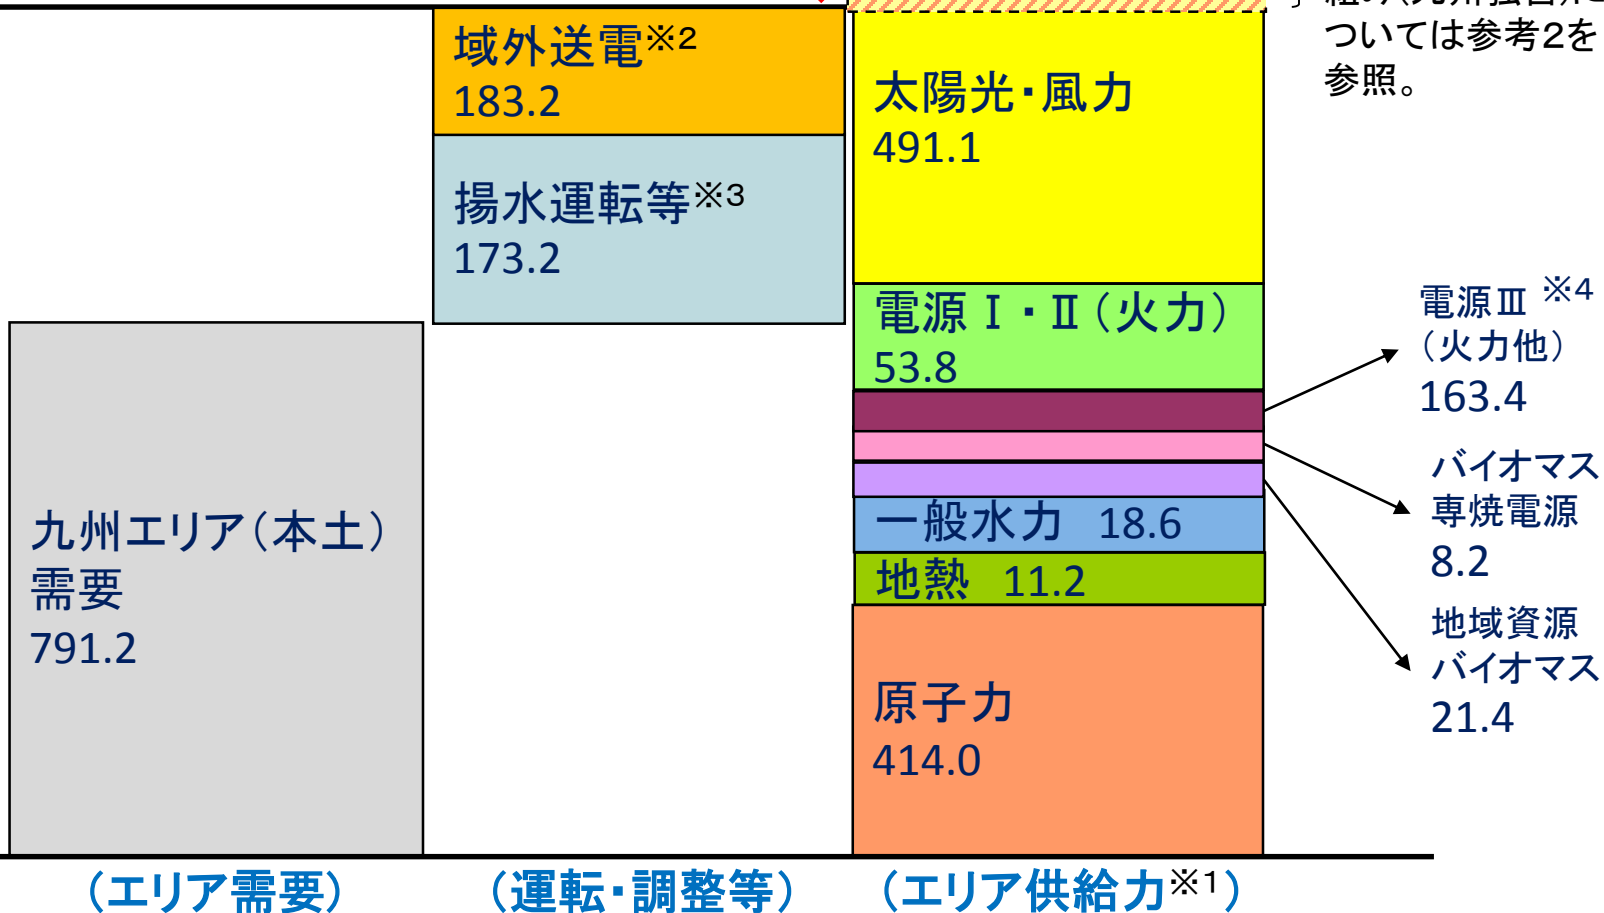 域外送電※2
183.2
揚水運転等※3
173.2
九州エリア（本土）
需要
791.2
太陽光・風力
491.1
電源Ⅰ・Ⅱ（火力）
53.8
一般水力 18.6
地熱 11.2
原子力
414.0
ついては参考2を
参照。
電源Ⅲ ※4
（火力他）
163.4
バイオマス
専焼電源
8.2
地域資源
バイオマス
21.4
（エリア需要）
（運転・調整等）
（エリア供給力※1）